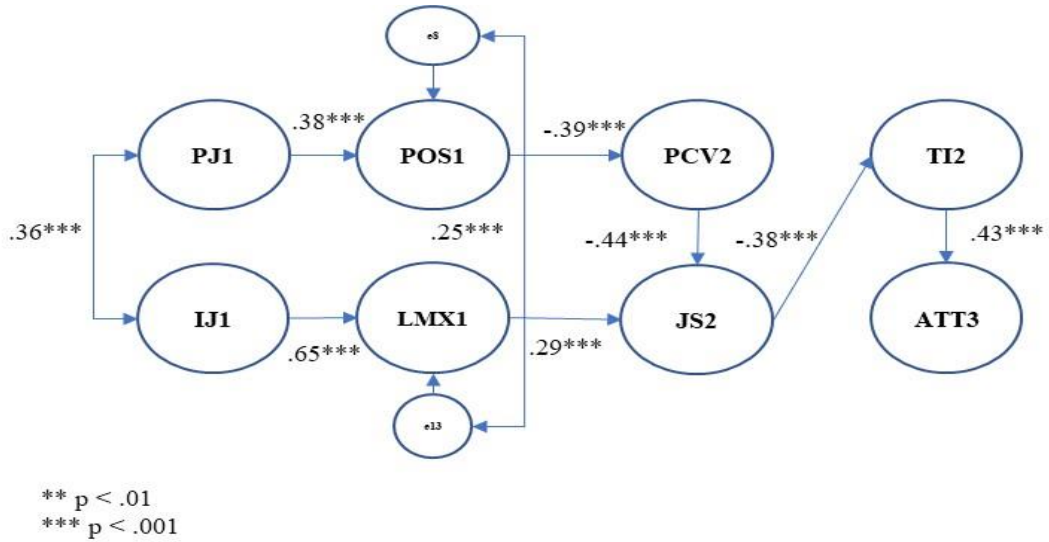 e8
.38***
-.39***
PJ1
POS1
PCV2
TI2
.36***
.25***
-.44***
-.38***
.43***
IJ1
LMX1
JS2
ATT3
.65***
.29***
e13
** p < .01
*** p < .001